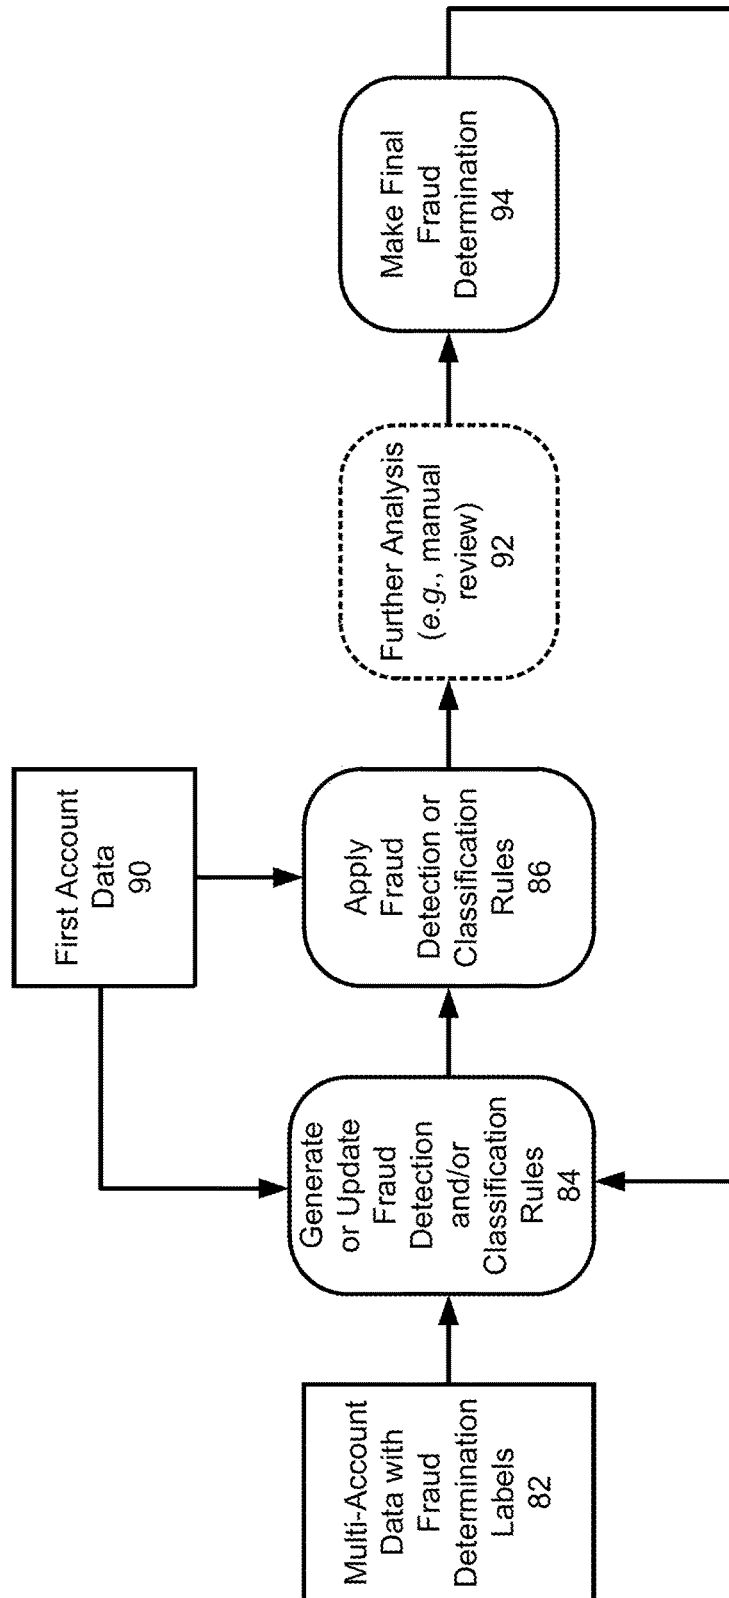 First Account
Data
90
Multi-Account
Data with
Fraud
Determination
Labels
82
Generate
or Update
Fraud
Detection
and/or
Classification
Rules
84
Apply
Fraud
Detection or
Classification
Rules
86
Further Analysis
(e.g., manual
review)
92
Make Final
Fraud
Determination
94